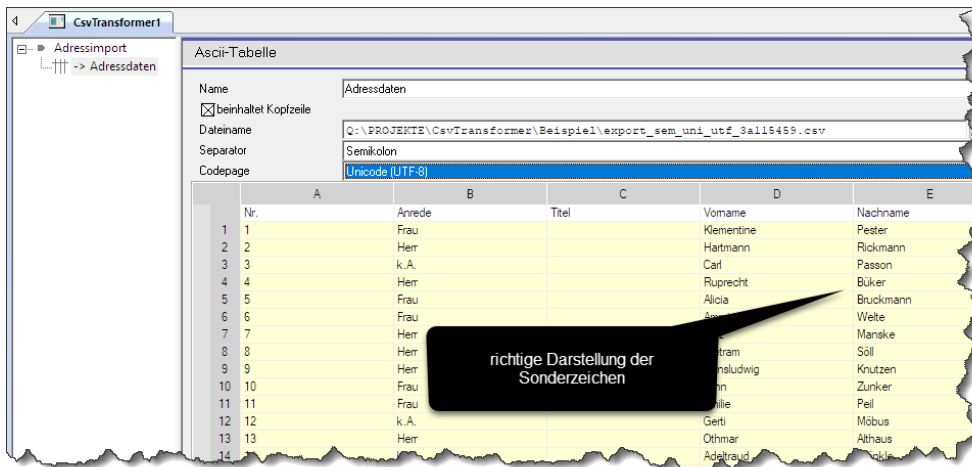 CsvTransformer1
Adressimport
-> Adressdaten
Ascii-Tabelle
Name Adressdaten
beinhaltet Kopfzeile
Dateiname Q:\PROJEKTE\CsvTransformer\Beispiel\export_sem_uni_utf_3a115459.csv
Separator Semikolon
Codepage Unicode (UTF-8)
A B C D E
Nr. Anrede Titel Vorname Nachname
1 1 Frau Klementine Pester
2 2 Herr Hartmann Rickmann
3 3 k.A. Carl Passon
4 4 Herr Ruprecht Büker
5 5 Frau Alicia Bruckmann
6 6 Frau Welte
7 7 Herr Manske
8 8 Herr Söll
9 9 Herr Knutzen
10 10 Frau Zunker
11 11 Frau Peil
12 12 k.A. Gerti Möbus
13 13 Herr Othmar Althaus
14 Adeltraud
richtige Darstellung der
Sonderzeichen